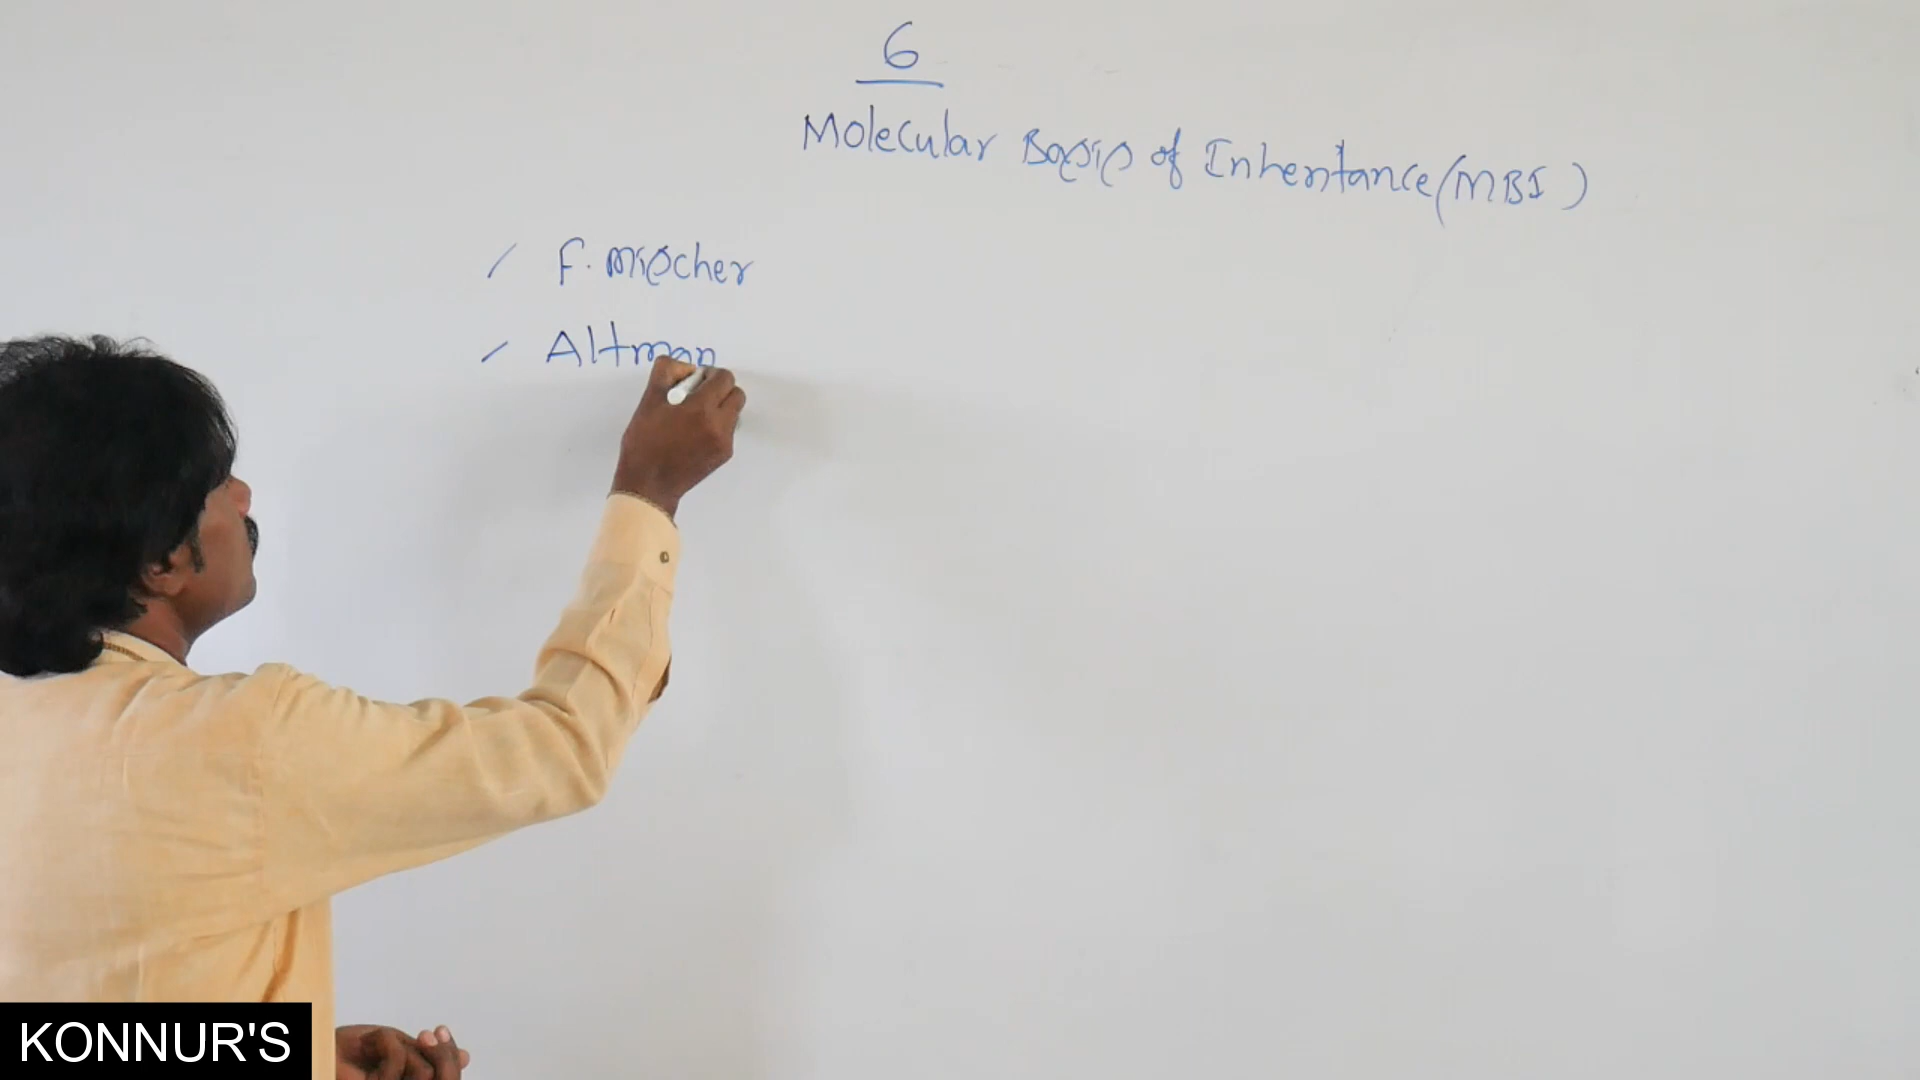 6
Molecular Basis of Inheritance (MBI)
F. Miescher
Altman
KONNUR'S